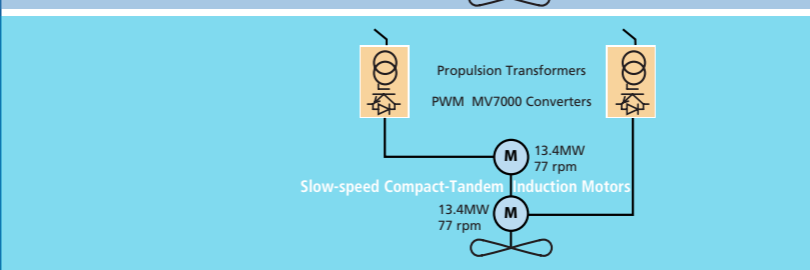 Propulsion Transformers
PWM MV7000 Converters
M
13.4MW
77 rpm
Slow-speed Compact-Tandem Induction Motors
13.4MW
77 rpm
M